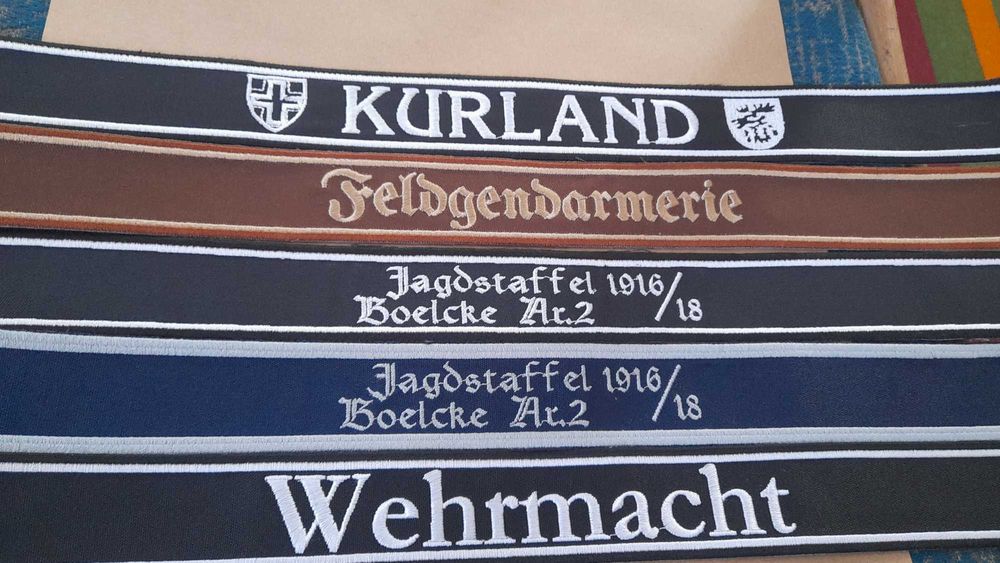 KURLAND
Feldgendarmerie
Jagdstaffel 1916/18
Boelcke Nr.2
Jagdstaffel 1916/18
Boelcke Nr.2
Wehrmacht